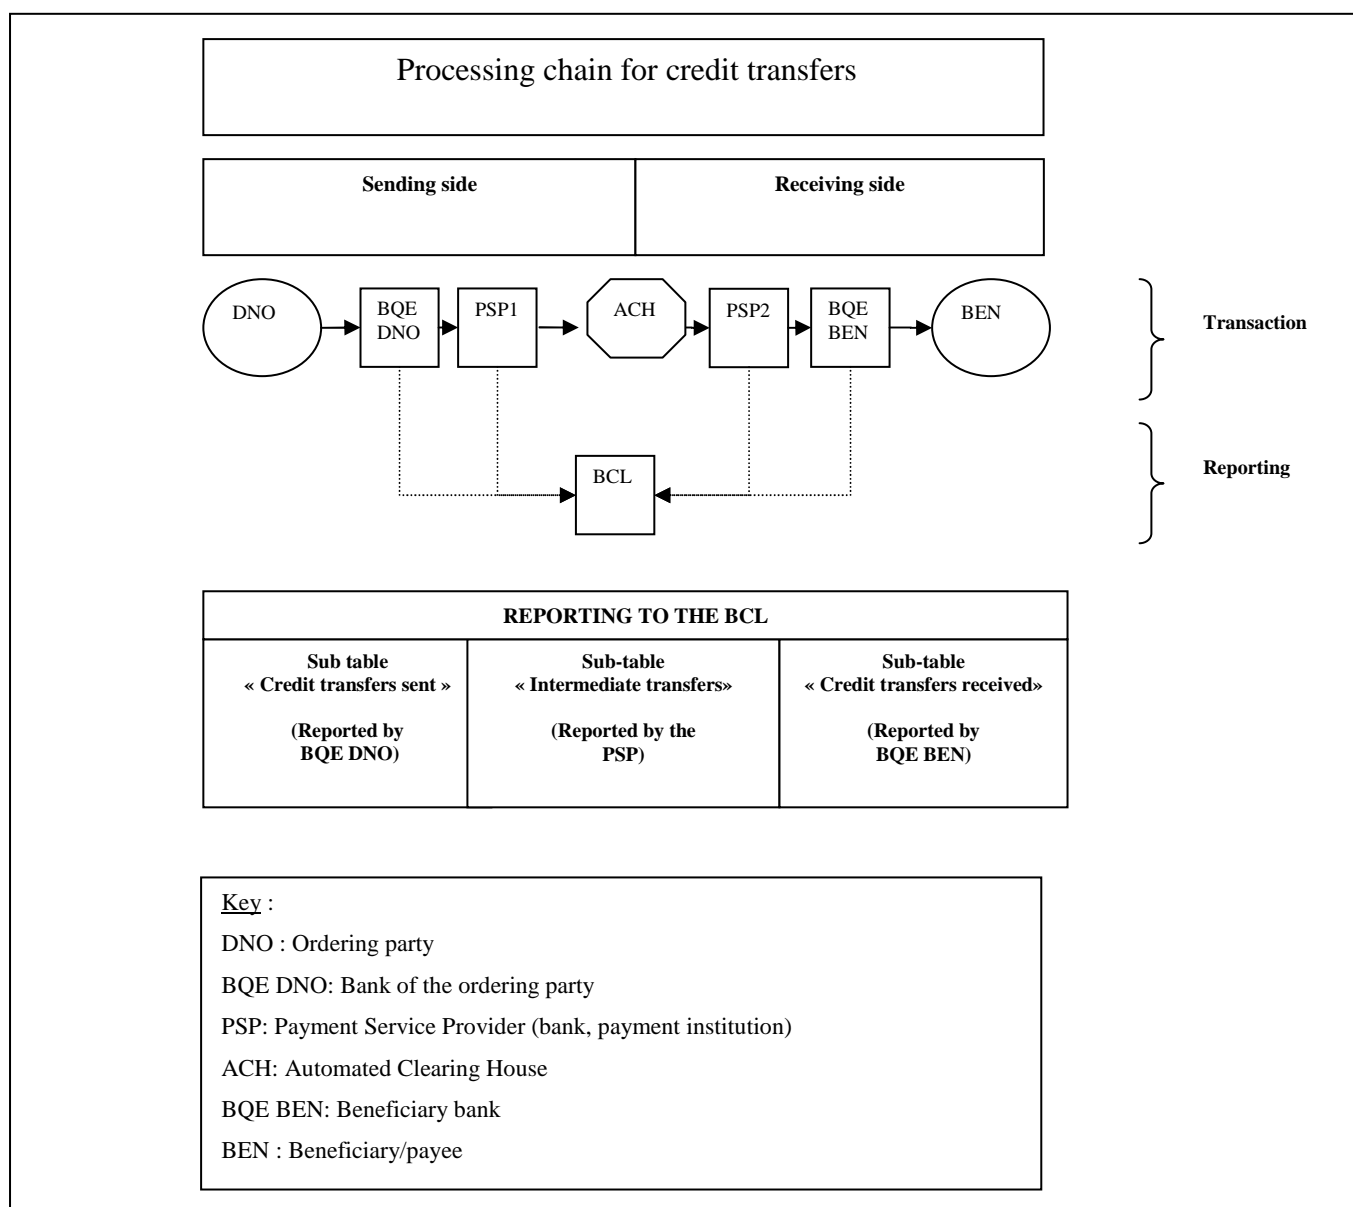 Processing chain for credit transfers
Sending side
Receiving side
DNO
BQE
DNO
PSP1
ACH
PSP2
BQE
BEN
BEN
Transaction
BCL
Reporting
REPORTING TO THE BCL
Sub table
« Credit transfers sent »
(Reported by
BQE DNO)
Sub-table
« Intermediate transfers»
(Reported by the
PSP)
Sub-table
« Credit transfers received»
(Reported by
BQE BEN)
Key :
DNO : Ordering party
BQE DNO: Bank of the ordering party
PSP: Payment Service Provider (bank, payment institution)
ACH: Automated Clearing House
BQE BEN: Beneficiary bank
BEN : Beneficiary/payee